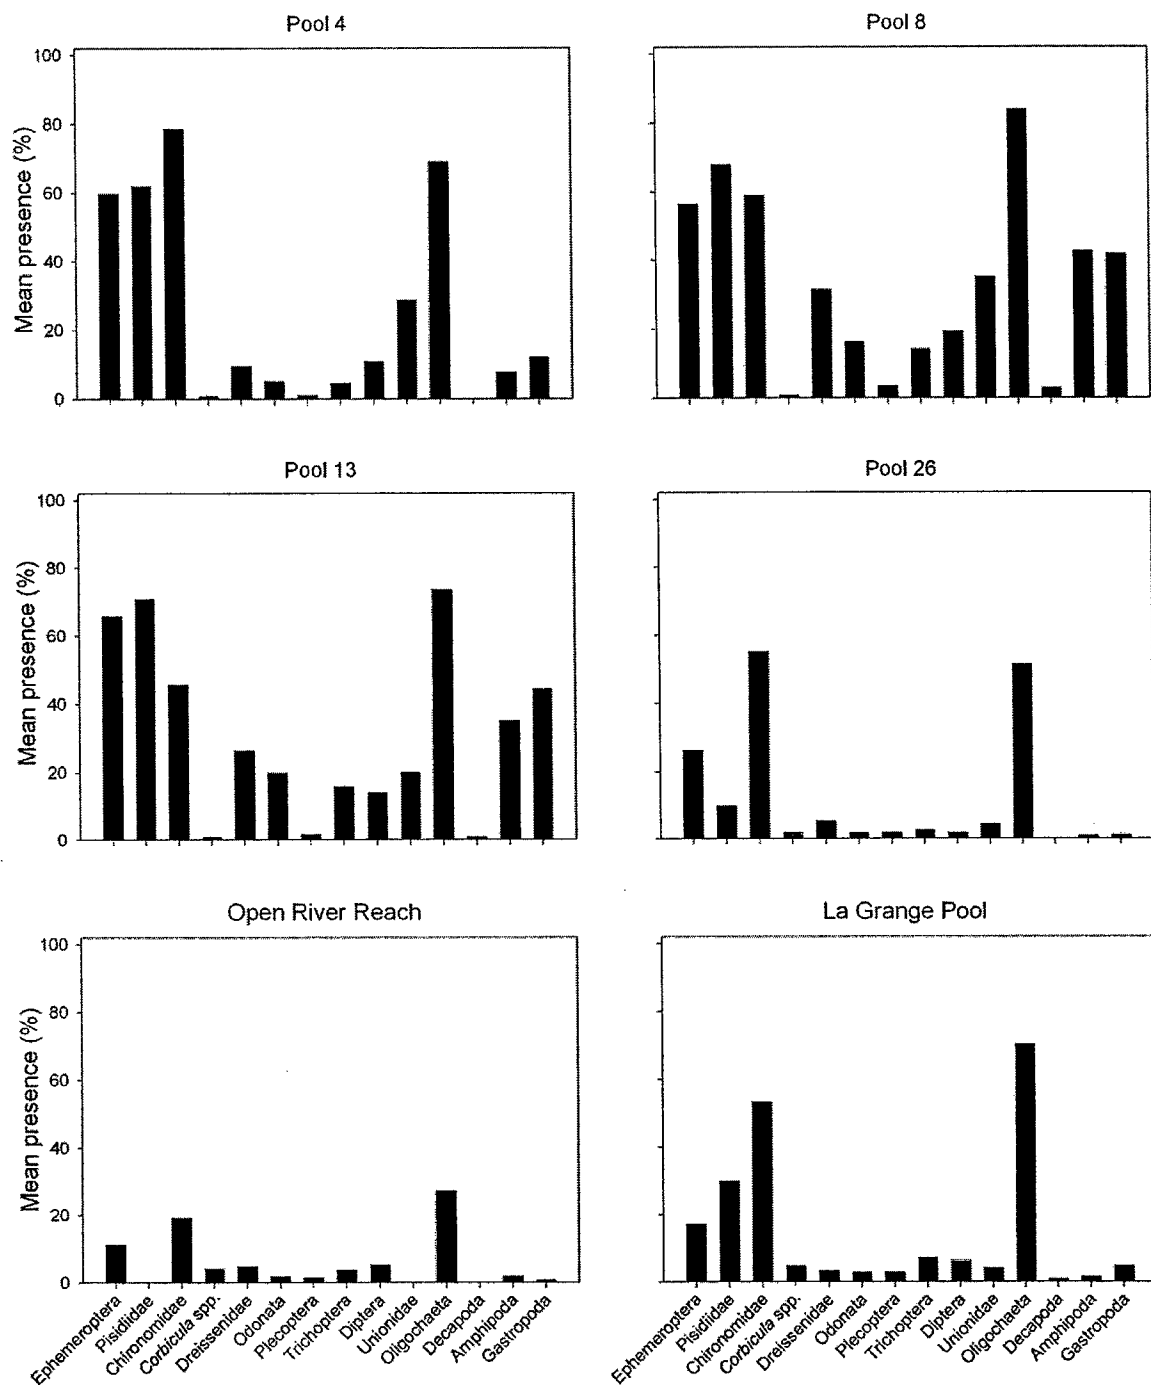 Pool 4
Pool 8
Mean presence (%)
100
80
60
40
20
0
Pool 13
Pool 26
Mean presence (%)
100
80
60
40
20
0
Open River Reach
La Grange Pool
Mean presence (%)
100
80
60
40
20
0
Ephemeroptera
Pisidiidae
Chironomidae
Corbicula spp.
Dreissenidae
Odonata
Plecoptera
Trichoptera
Diptera
Unionidae
Oligochaeta
Decapoda
Amphipoda
Gastropoda
Ephemeroptera
Pisidiidae
Chironomidae
Corbicula spp.
Dreissenidae
Odonata
Plecoptera
Trichoptera
Diptera
Unionidae
Oligochaeta
Decapoda
Amphipoda
Gastropoda